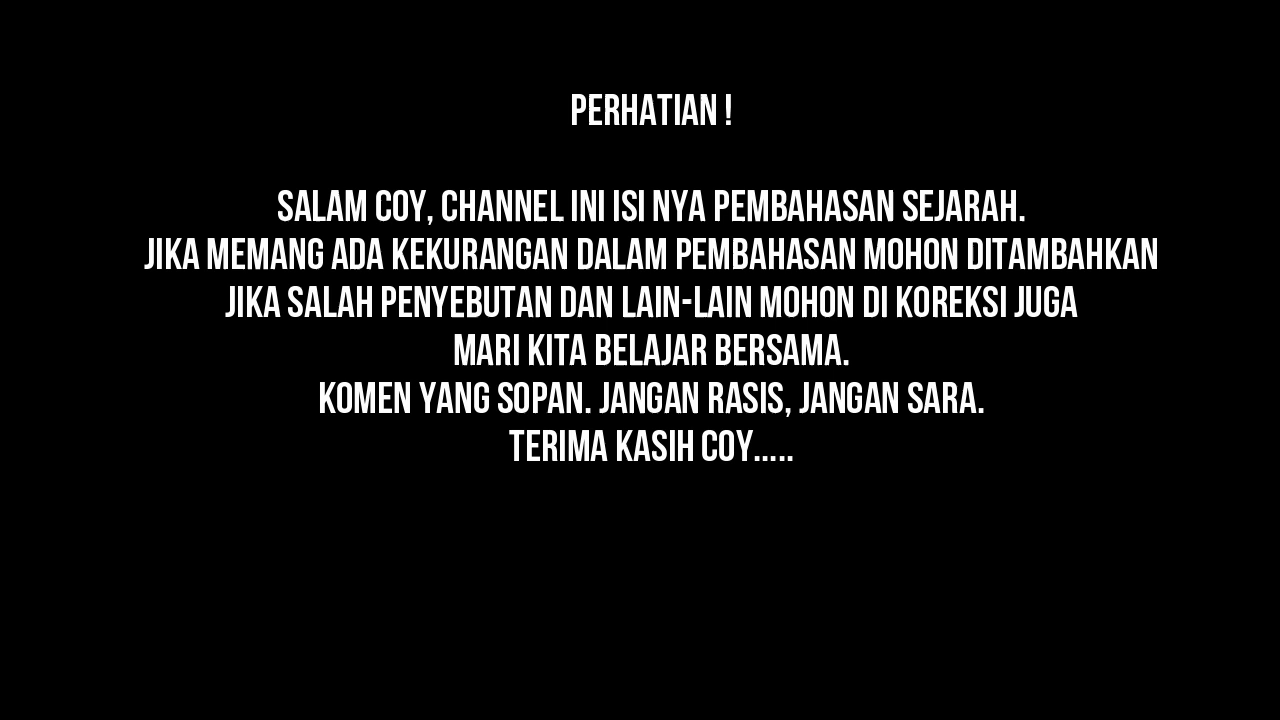 PERHATIAN !
SALAM COY, CHANNEL INI ISI NYA PEMBAHASAN SEJARAH.
JIKA MEMANG ADA KEKURANGAN DALAM PEMBAHASAN MOHON DITAMBAHKAN
JIKA SALAH PENYEBUTAN DAN LAIN-LAIN MOHON DI KOREKSI JUGA
MARI KITA BELAJAR BERSAMA.
KOMEN YANG SOPAN. JANGAN RASIS, JANGAN SARA.
TERIMA KASIH COY.....